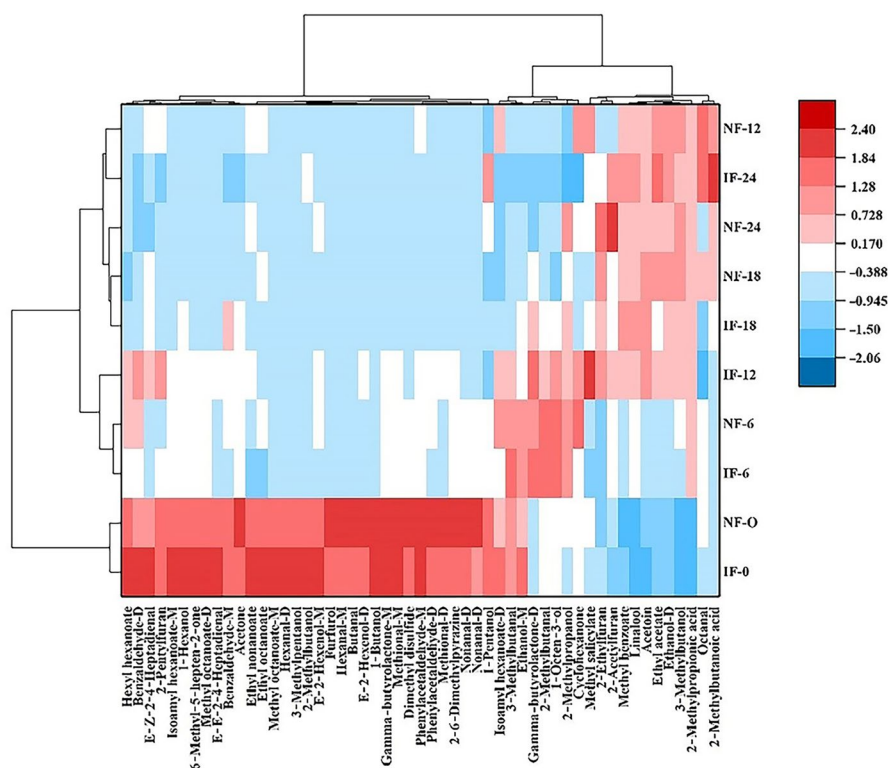 NF-12
IF-24
NF-24
NF-18
IF-18
IF-12
NF-6
IF-6
NF-O
IF-0
2.40
1.84
1.28
0.728
0.170
-0.388
-0.945
-1.50
-2.06
Hexyl hexanoate
Benzaldehyde-D
E-Z-2-4-Heptadienal
2-Pentylfuran
Isoamyl hexanoate-M
1-Hexanol
6-Methyl-5-hepten-2-one
Methyl octanoate-D
E-E-2-4-Heptadienal
Benzaldehyde-M
Acetone
Ethyl nonanoate
Ethyl octanoate
Methyl octanoate-M
Hexanal-D
3-Methylpentanol
2-Methylbutanol
E-2-Hexenol-M
Furfurol
Hexanal-M
Butanal
E-2-Hexenol-D
1-Butanol
Gamma-butyrolactone-M
Methional-M
Dimethyl disulfide
Phenylacetaldehyde-M
Phenylacetaldehyde-D
Methional-D
2-6-Dimethylpyrazine
Nonanal-D
1-Pentanol
Isoamyl hexanoate-D
3-Methylbutanal
Ethanol-M
Gamma-butyrolactone-D
2-Methylbutanal
1-Octen-3-ol
2-Methylpropanol
Cyclohexanone
Methyl salicylate
2-Ethylfuran
2-Acetylfuran
Methyl benzoate
Linalool
Acetoin
Ethyl acetate
Ethanol-D
3-Methylbutanol
2-Methylpropionic acid
Octanal
2-Methylbutanoic acid